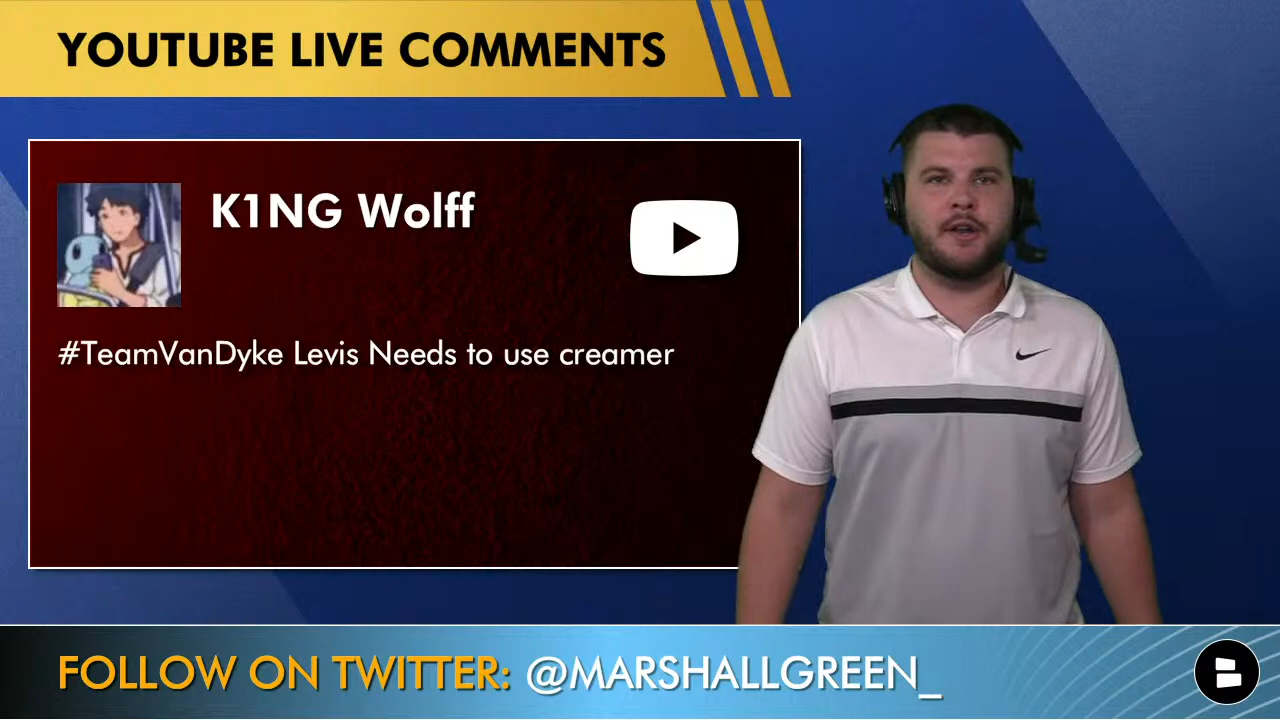 YOUTUBE LIVE COMMENTS
K1NG Wolff
#TeamVanDyke Levis Needs to use creamer
FOLLOW ON TWITTER: @MARSHALLGREEN_